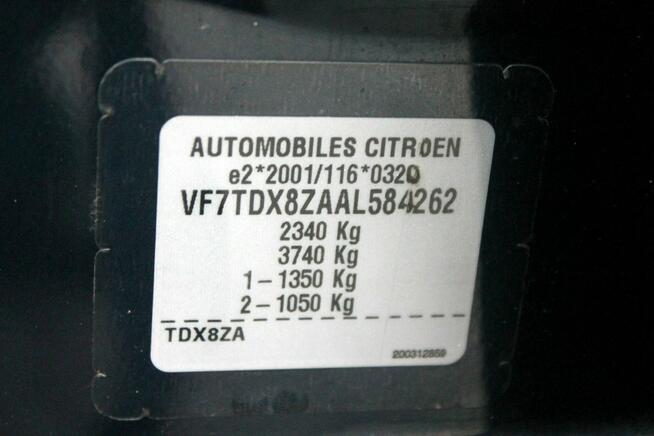 AUTOMOBILES CITROEN
e2*2001/116*0320
VF7TDX8ZAAL584262
2340 Kg
3740 Kg
1-1350 Kg
2-1050 Kg
TDX8ZA
200312859